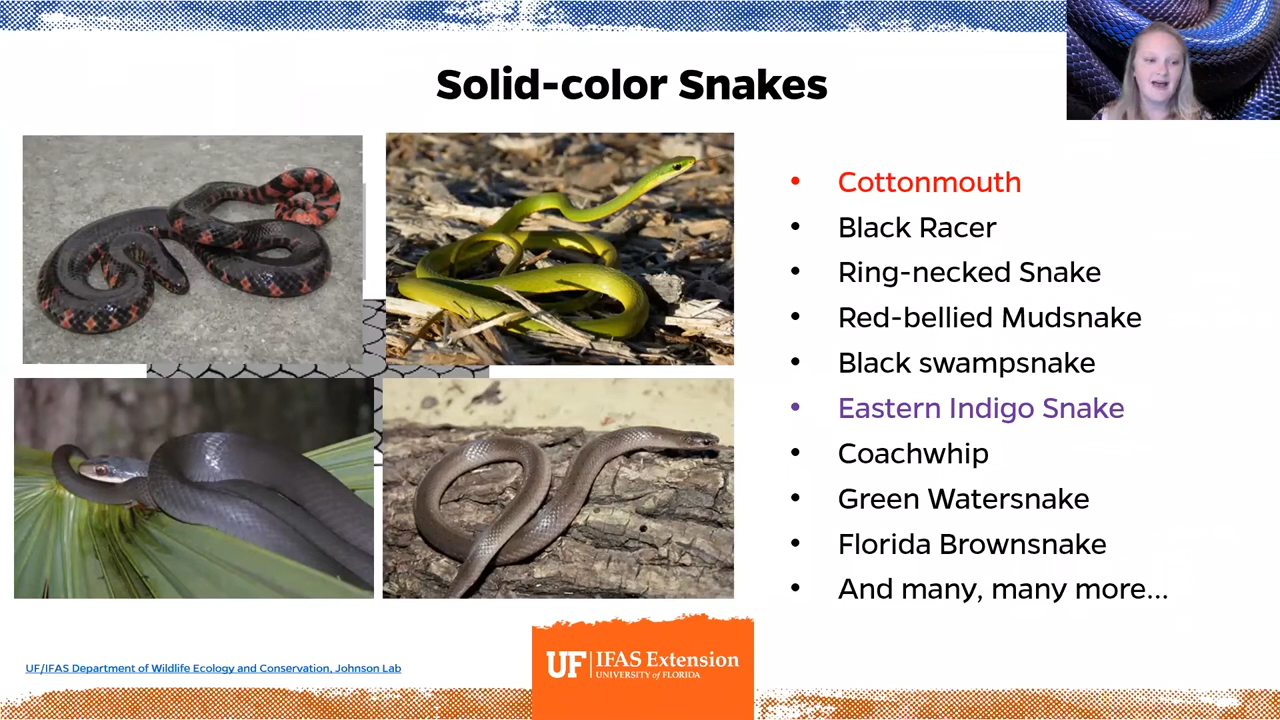 Solid-color Snakes
• Cottonmouth
• Black Racer
• Ring-necked Snake
• Red-bellied Mudsnake
• Black swampsnake
• Eastern Indigo Snake
• Coachwhip
• Green Watersnake
• Florida Brownsnake
• And many, many more...
UF/IFAS Department of Wildlife Ecology and Conservation, Johnson Lab
UF | IFAS Extension
UNIVERSITY of FLORIDA